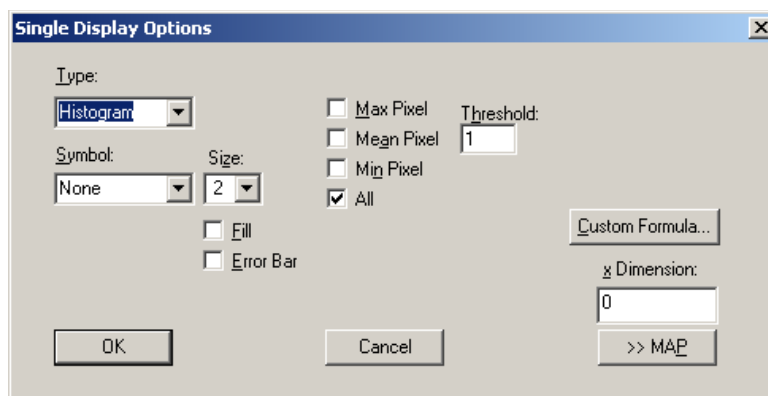 Single Display Options
Type:
Histogram
Symbol:
None
Size:
2
Fill
Error Bar
Max Pixel
Mean Pixel
Min Pixel
All
Threshold:
1
Custom Formula...
x Dimension:
0
OK
Cancel
>> MAP